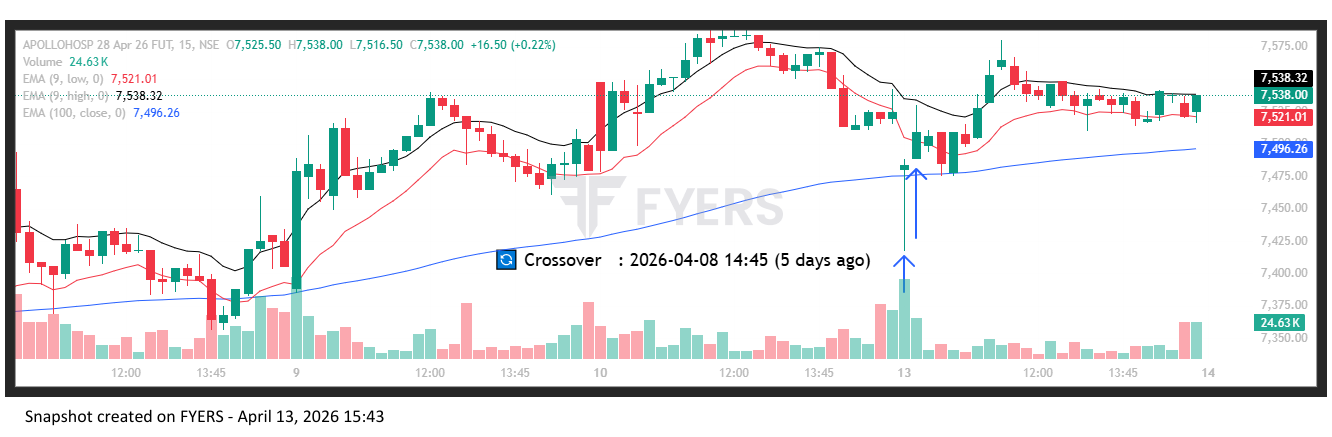 APOLLOHOSP 28 Apr 26 FUT, 15, NSE O7,525.50 H7,538.00 L7,516.50 C7,538.00 +16.50 (+0.22%)
Volume 24.63 K
EMA (9, low, 0) 7,521.01
EMA (9, high, 0) 7,538.32
EMA (100, close, 0) 7,496.26
7,575.00
7,538.32
7,538.00
7,521.01
7,496.26
7,475.00
7,450.00
7,425.00
7,400.00
7,375.00
24.63 K
7,350.00
FYERS
Crossover : 2026-04-08 14:45 (5 days ago)
12:00 13:45 9 12:00 13:45 10 12:00 13:45 13 12:00 13:45 14
Snapshot created on FYERS - April 13, 2026 15:43